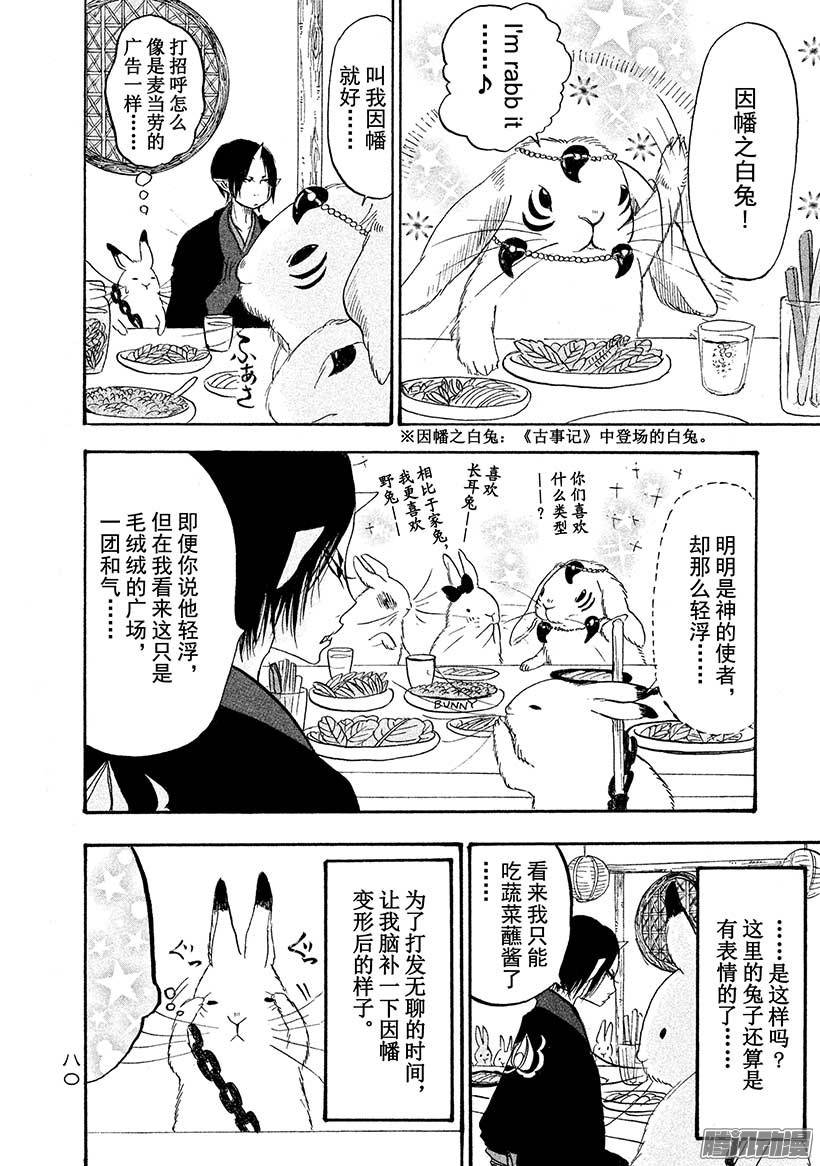 因幡之白兔！
I'm rabb it
……♪
※因幡之白兔：《古事记》中登场的白兔。
叫我因幡
就好……
打招呼怎么
像是麦当劳的
广告一样……
ふぁさ
明明是神的使者，
却那么轻浮……
你们喜欢
什么类型
——？
喜欢
长耳兔——
相比于家兔，
我更喜欢
野兔——
BUNNY
即便你说他轻浮，
但在我看来这只是
毛绒绒的广场，
一团和气……
……是这样吗？
这里的兔子还算是
有表情的了……
看来我只能
吃蔬菜蘸酱了
……
为了打发无聊的时间，
让我脑补一下因幡
变形后的样子。
八〇
腾讯动漫